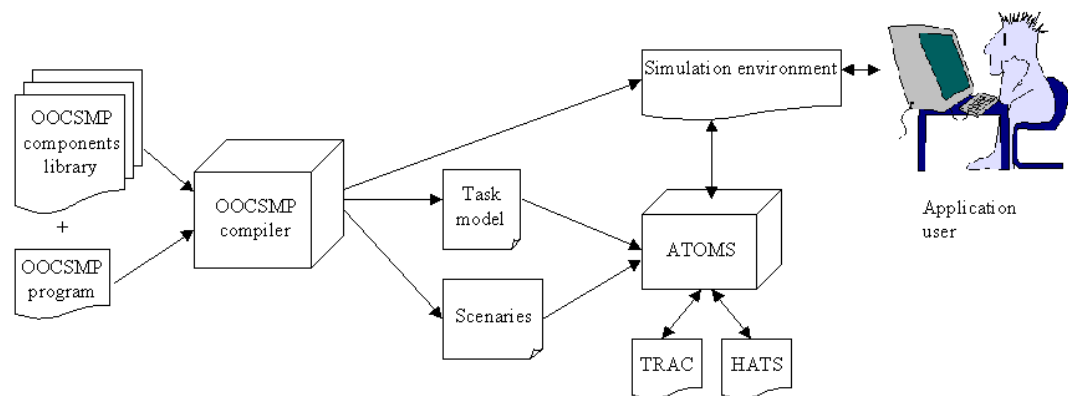 OOCSMP
components
library
+
OOCSMP
program
OOCSMP
compiler
Task
model
Scenaries
Simulation environment
ATOMS
TRAC
HATS
Application
user